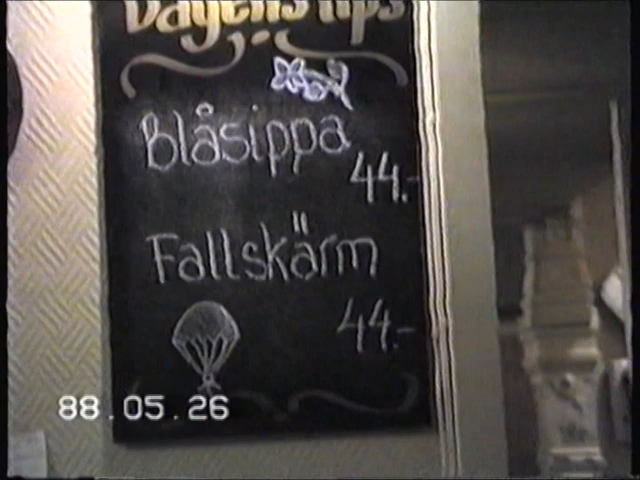 Dagens Tips
Blåsippa
44.-
Fallskärm
44.-
88.05.26